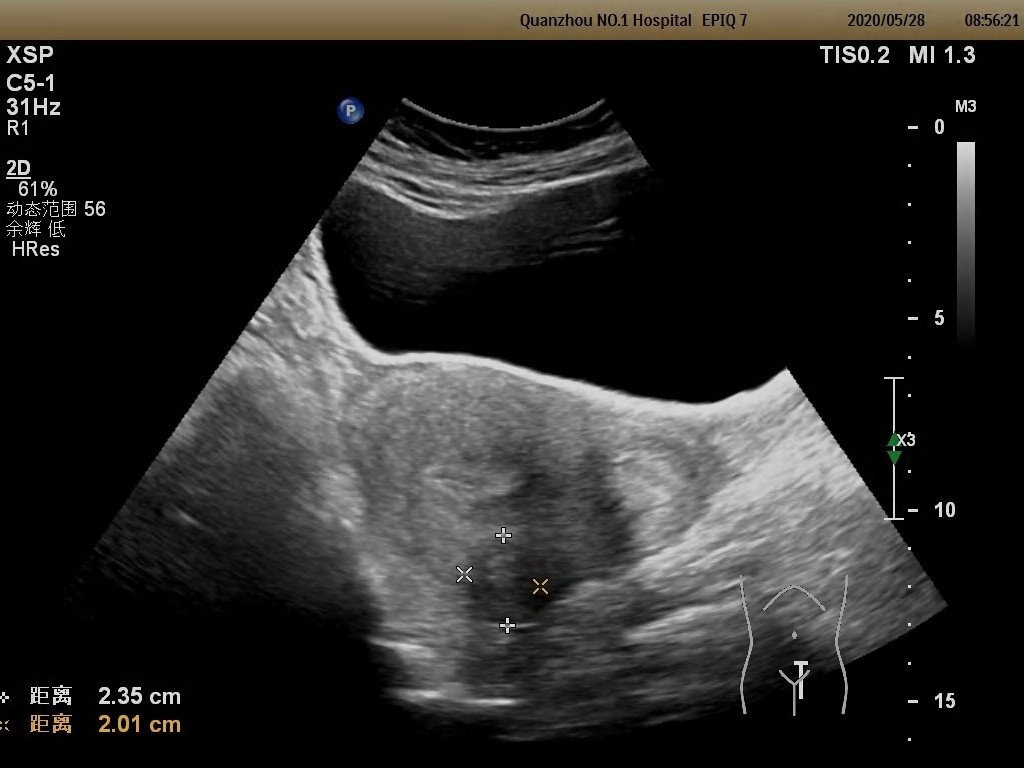 Quanzhou NO.1 Hospital EPIQ 7 2020/05/28 08:56:21
XSP
TIS0.2 MI 1.3
C5-1
31Hz
R1
P
M3
0
2D
61%
动态范围 56
余辉 低
HRes
5
X3
10
距离 2.35 cm
距离 2.01 cm
15